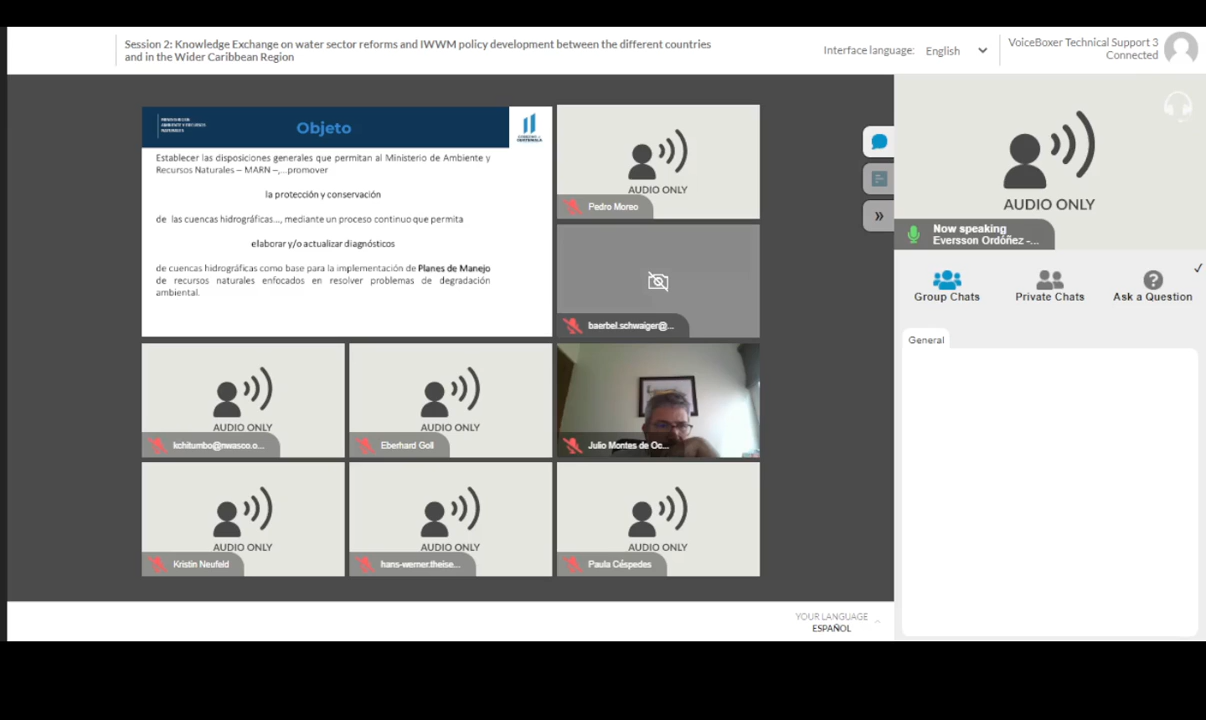 Session 2: Knowledge Exchange on water sector reforms and IWWM policy development between the different countries
and in the Wider Caribbean Region
Interface language: English
VoiceBoxer Technical Support 3
Connected
MINISTERIO DE
AMBIENTE Y RECURSOS
NATURALES
Objeto
GUATEMALA
Establecer las disposiciones generales que permitan al Ministerio de Ambiente y
Recursos Naturales – MARN –,...promover
la protección y conservación
de las cuencas hidrográficas..., mediante un proceso continuo que permita
elaborar y/o actualizar diagnósticos
de cuencas hidrográficas como base para la implementación de Planes de Manejo
de recursos naturales enfocados en resolver problemas de degradación
ambiental.
AUDIO ONLY
Pedro Moreo
baerbel.schwaiger@...
AUDIO ONLY
kchitumbo@nwasco.o...
AUDIO ONLY
Eberhard Goll
Julio Montes de Oc...
AUDIO ONLY
Kristin Neufeld
AUDIO ONLY
hans-werner.theise...
AUDIO ONLY
Paula Céspedes
YOUR LANGUAGE
ESPAÑOL
AUDIO ONLY
Now speaking
Eversson Ordóñez -...
Group Chats
Private Chats
Ask a Question
General